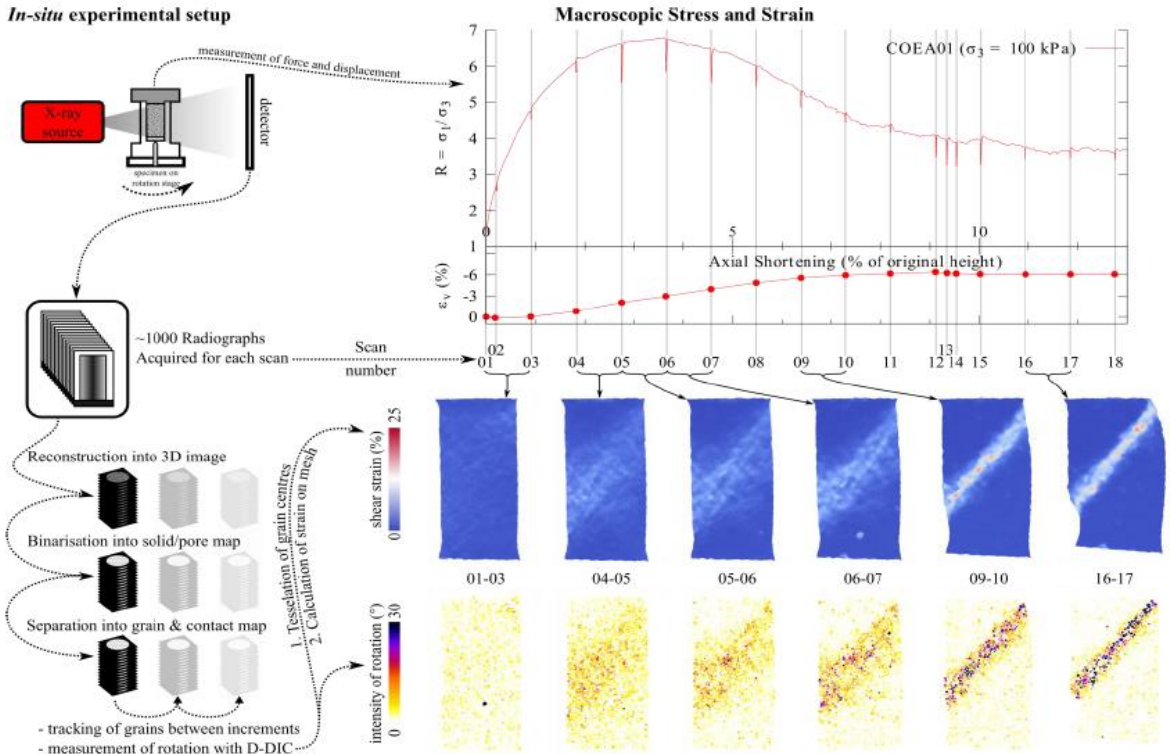 In-situ experimental setup
Macroscopic Stress and Strain
measurement of force and displacement
X-ray
source
specimen on
rotation stage
detector
7
6
5
4
3
2
1
R = σ1/σ3
COEA01 (σ3 = 100 kPa)
0
5
10
Axial Shortening (% of original height)
-6
-3
0
εv (%)
~1000 Radiographs
Acquired for each scan
Scan
number
01
02
03
04
05
06
07
08
09
10
11
12
13
14
15
16
17
18
Reconstruction into 3D image
Binarisation into solid/pore map
Separation into grain & contact map
- tracking of grains between increments
- measurement of rotation with D-DIC
1. Tesselation of grain centres
2. Calculation of strain on mesh
shear strain (%)
0
25
01-03
04-05
05-06
06-07
09-10
16-17
intensity of rotation (°)
0
30